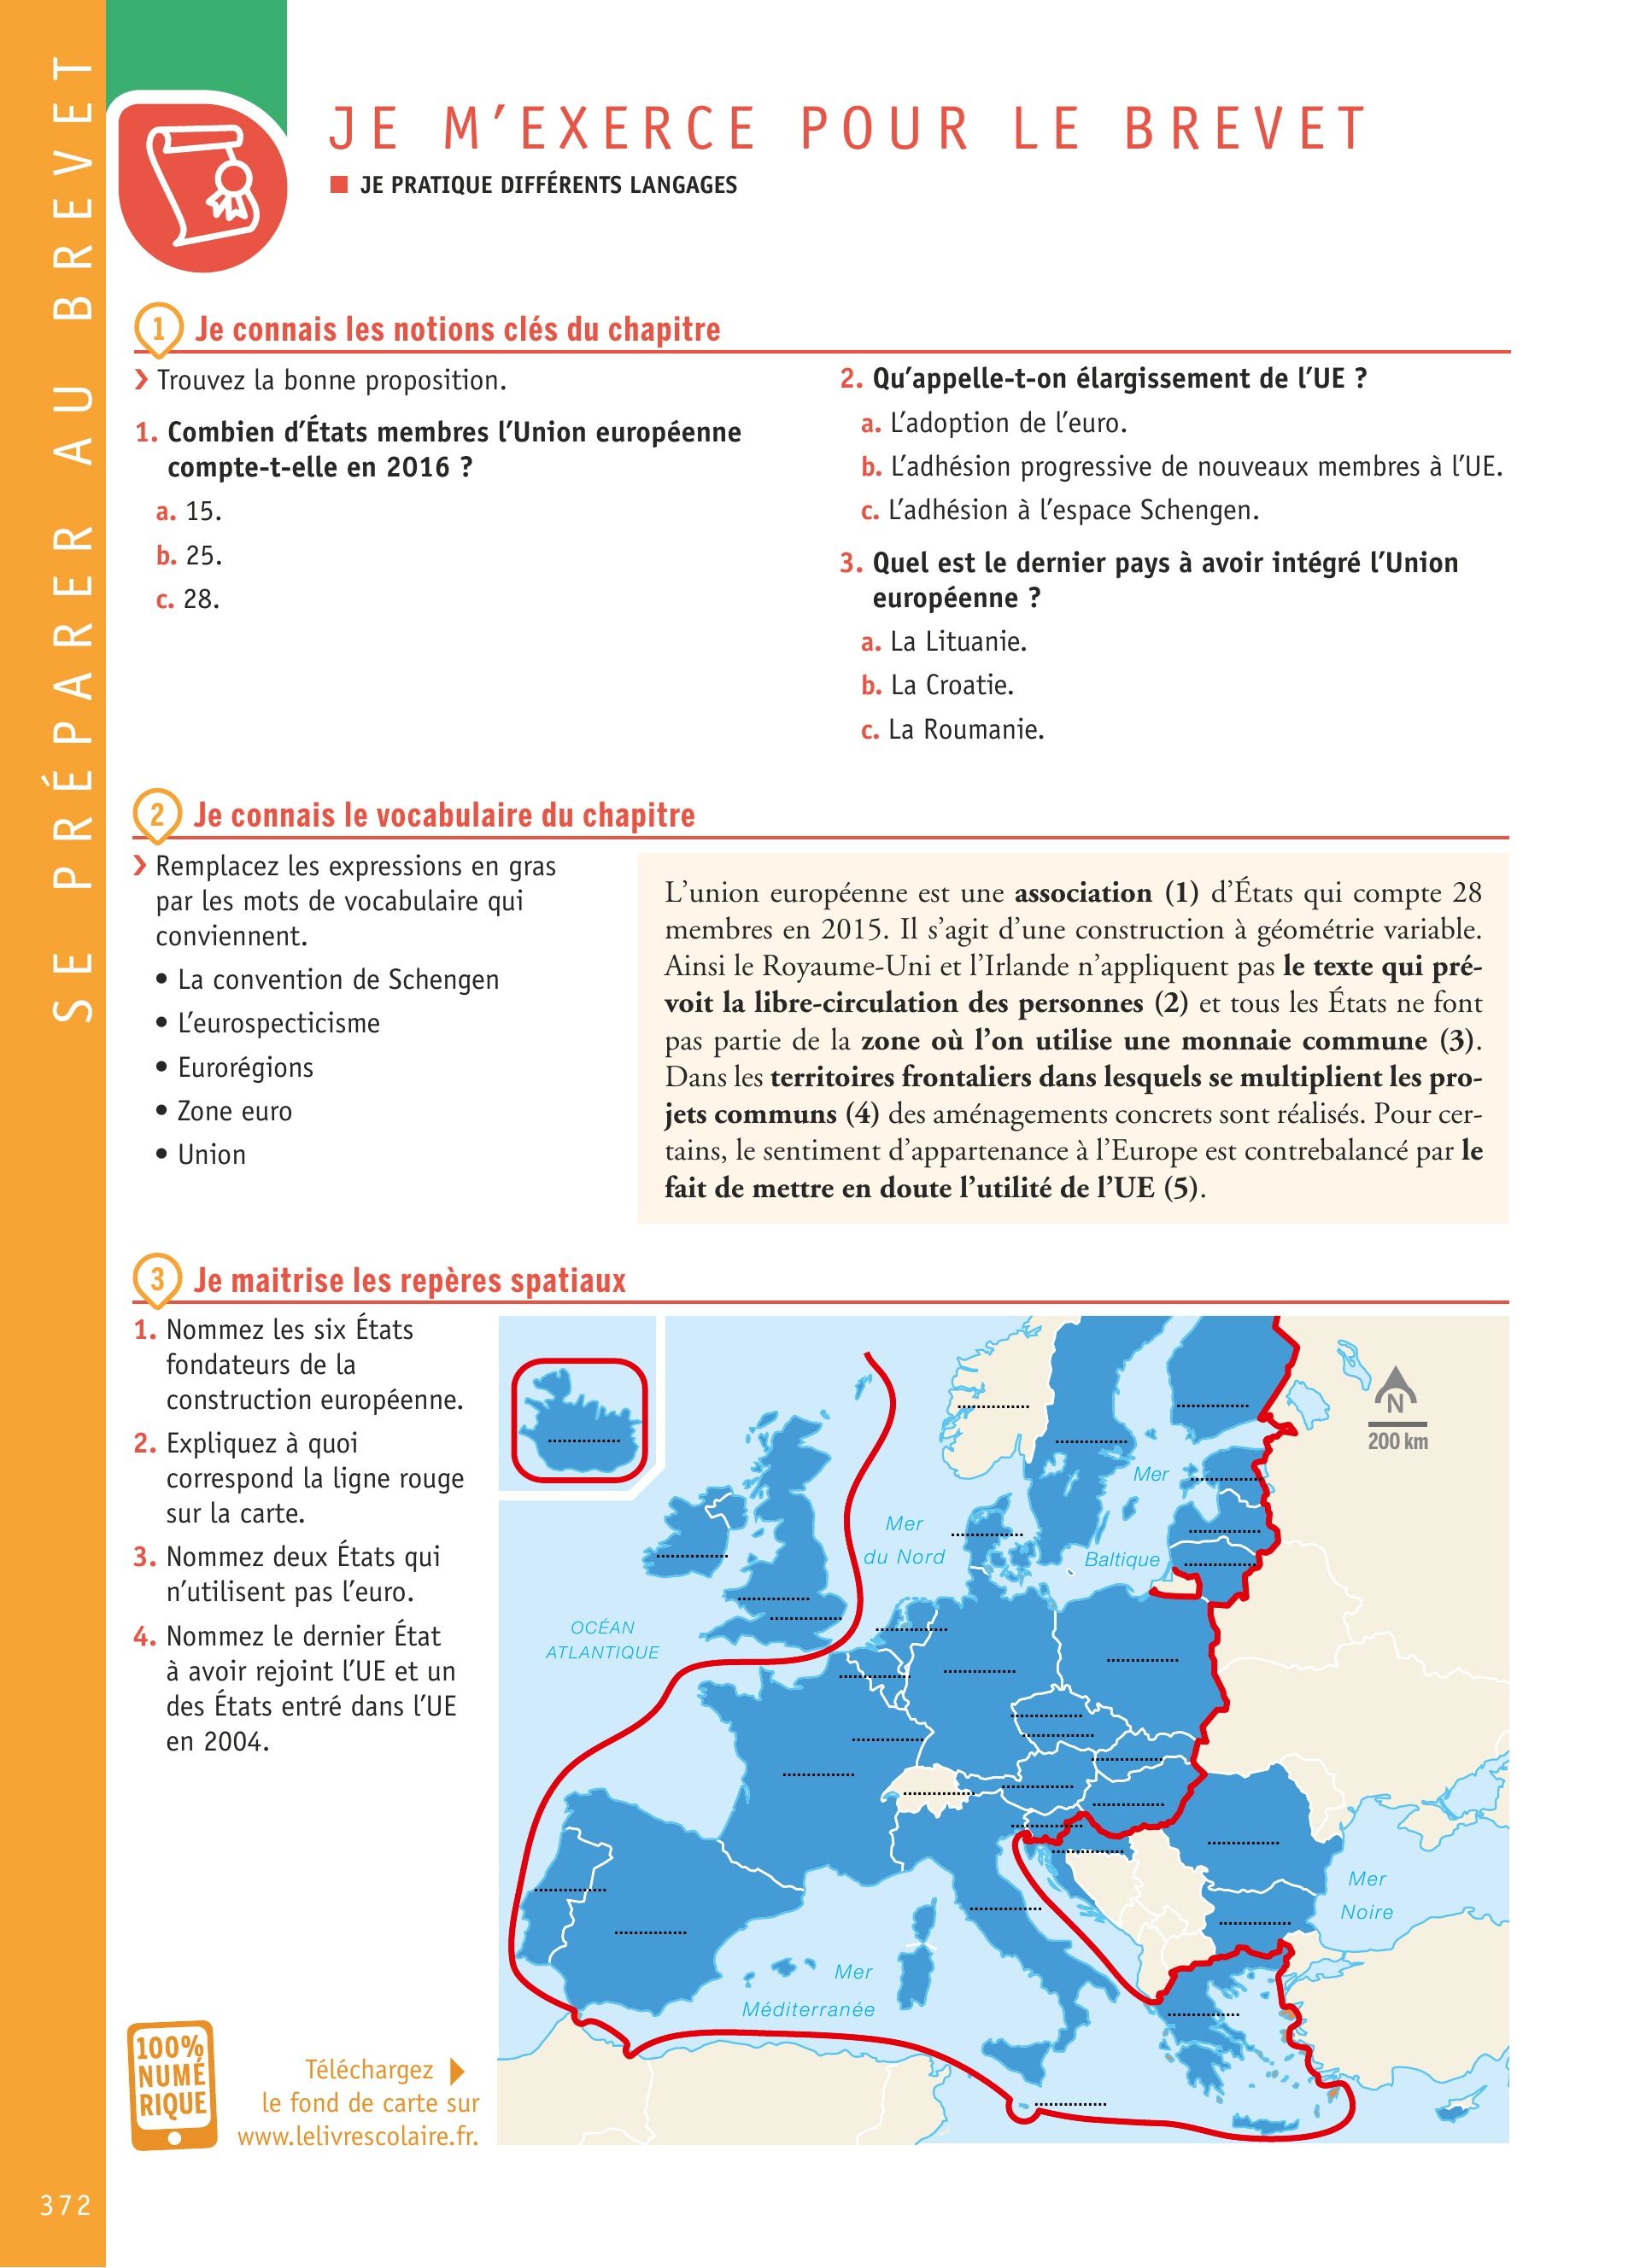 SE PRÉPARER AU BREVET
JE M'EXERCE POUR LE BREVET
JE PRATIQUE DIFFÉRENTS LANGAGES
1 Je connais les notions clés du chapitre
Trouvez la bonne proposition.
1. Combien d'États membres l'Union européenne
compte-t-elle en 2016 ?
a. 15.
b. 25.
c. 28.
2. Qu'appelle-t-on élargissement de l'UE ?
a. L'adoption de l'euro.
b. L'adhésion progressive de nouveaux membres à l'UE.
c. L'adhésion à l'espace Schengen.
3. Quel est le dernier pays à avoir intégré l'Union
européenne ?
a. La Lituanie.
b. La Croatie.
c. La Roumanie.
2 Je connais le vocabulaire du chapitre
Remplacez les expressions en gras
par les mots de vocabulaire qui
conviennent.
• La convention de Schengen
• L'eurospecticisme
• Eurorégions
• Zone euro
• Union
L'union européenne est une association (1) d'États qui compte 28
membres en 2015. Il s'agit d'une construction à géométrie variable.
Ainsi le Royaume-Uni et l'Irlande n'appliquent pas le texte qui pré-
voit la libre-circulation des personnes (2) et tous les États ne font
pas partie de la zone où l'on utilise une monnaie commune (3).
Dans les territoires frontaliers dans lesquels se multiplient les pro-
jets communs (4) des aménagements concrets sont réalisés. Pour cer-
tains, le sentiment d'appartenance à l'Europe est contrebalancé par le
fait de mettre en doute l'utilité de l'UE (5).
3 Je maitrise les repères spatiaux
1. Nommez les six États
fondateurs de la
construction européenne.
2. Expliquez à quoi
correspond la ligne rouge
sur la carte.
3. Nommez deux États qui
n'utilisent pas l'euro.
4. Nommez le dernier État
à avoir rejoint l'UE et un
des États entré dans l'UE
en 2004.
N
200 km
Mer
Baltique
Mer
du Nord
OCÉAN
ATLANTIQUE
Mer
Noire
Mer
Méditerranée
100%
NUMÉ
RIQUE
Téléchargez
le fond de carte sur
www.lelivrescolaire.fr.
372